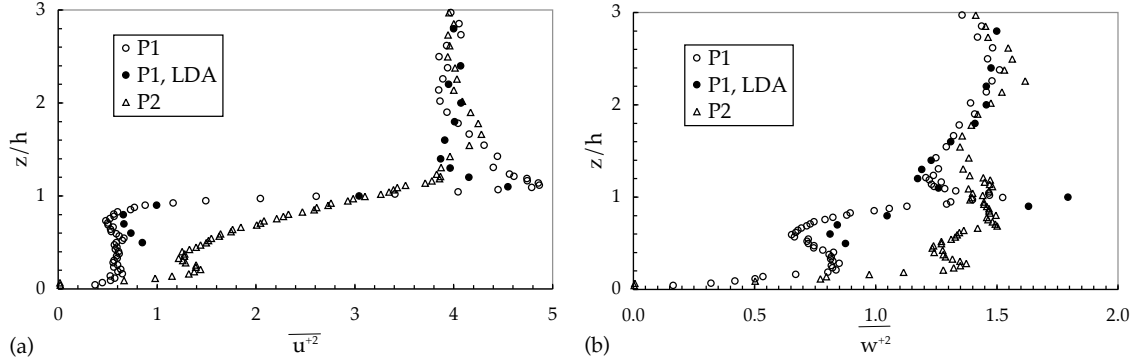 3
2
1
0
z/h
P1
P1, LDA
P2
0 1 2 3 4 5
(a)
u⁺²
3
2
1
0
z/h
P1
P1, LDA
P2
0.0 0.5 1.0 1.5 2.0
(b)
w⁺²